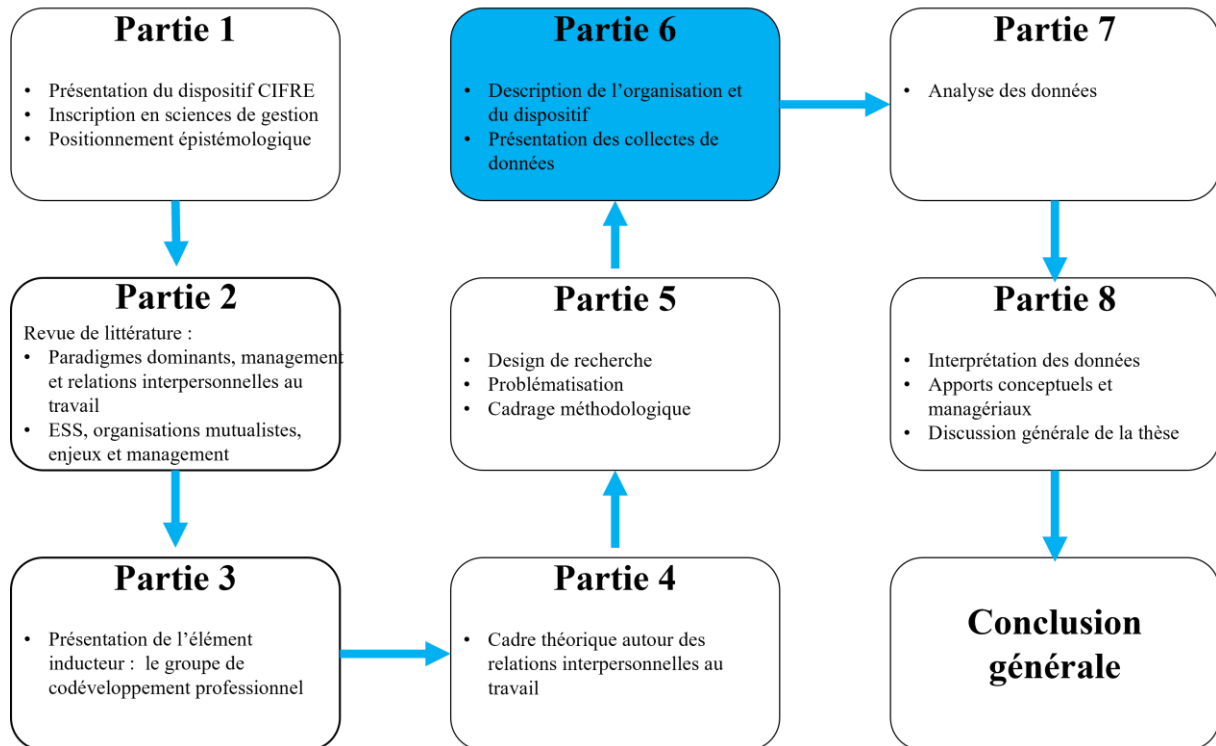 Partie 1
• Présentation du dispositif CIFRE
• Inscription en sciences de gestion
• Positionnement épistémologique
Partie 2
Revue de littérature :
• Paradigmes dominants, management
et relations interpersonnelles au
travail
• ESS, organisations mutualistes,
enjeux et management
Partie 3
• Présentation de l’élément
inducteur : le groupe de
codéveloppement professionnel
Partie 4
• Cadre théorique autour des
relations interpersonnelles au
travail
Partie 5
• Design de recherche
• Problématisation
• Cadrage méthodologique
Partie 6
• Description de l’organisation et
du dispositif
• Présentation des collectes de
données
Partie 7
• Analyse des données
Partie 8
• Interprétation des données
• Apports conceptuels et
managériaux
• Discussion générale de la thèse
Conclusion
générale